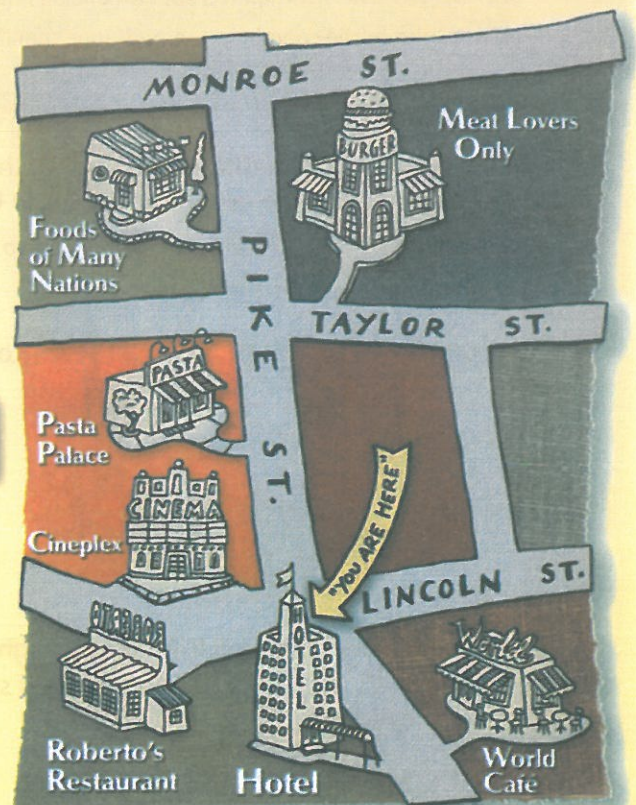 MONROE ST.
Meat Lovers
Only
BURGER
Foods
of Many
Nations
PIKE ST.
TAYLOR ST.
PASTA
Pasta
Palace
CINEMA
Cineplex
"YOU ARE HERE"
LINCOLN ST.
ROBERTO
HOTEL
World
Roberto's
Restaurant
Hotel
World
Café